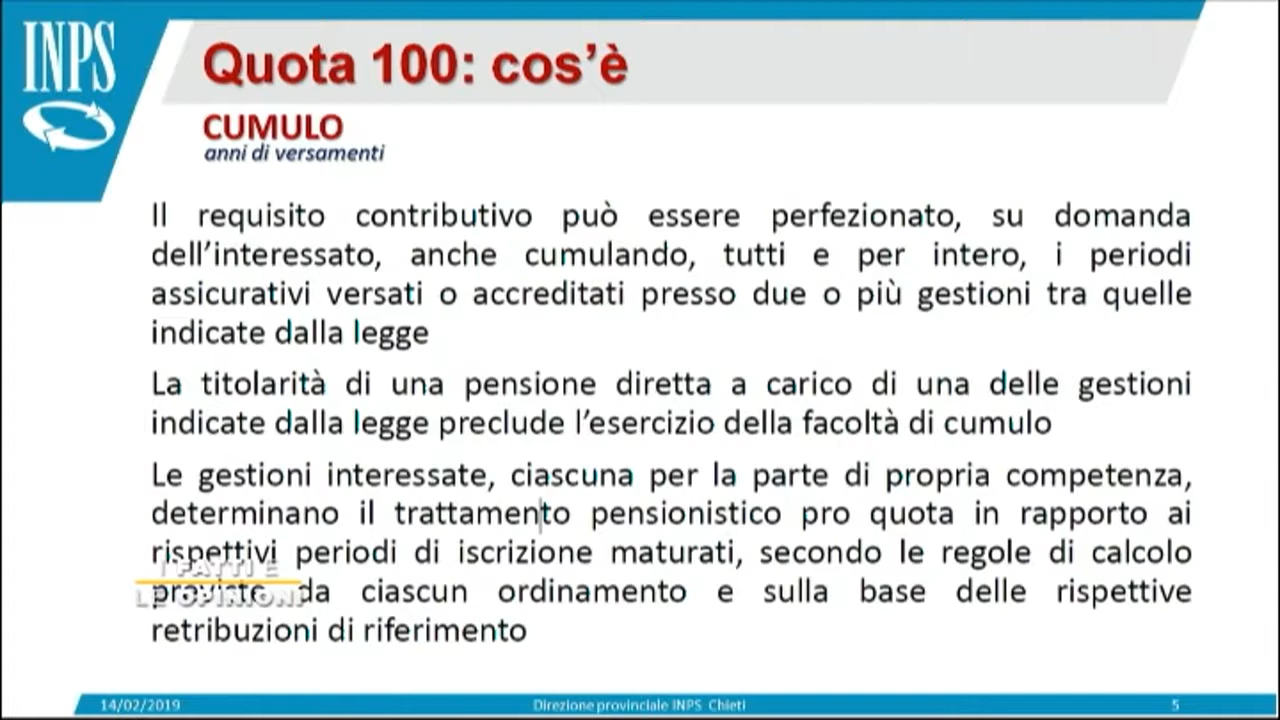 INPS
Quota 100: cos'è
CUMULO
anni di versamenti
Il requisito contributivo può essere perfezionato, su domanda
dell'interessato, anche cumulando, tutti e per intero, i periodi
assicurativi versati o accreditati presso due o più gestioni tra quelle
indicate dalla legge
La titolarità di una pensione diretta a carico di una delle gestioni
indicate dalla legge preclude l'esercizio della facoltà di cumulo
Le gestioni interessate, ciascuna per la parte di propria competenza,
determinano il trattamento pensionistico pro quota in rapporto ai
rispettivi periodi di iscrizione maturati, secondo le regole di calcolo
I FATTI E
previste da ciascun ordinamento e sulla base delle rispettive
LE OPINIONI
retribuzioni di riferimento
14/02/2019 Direzione provinciale INPS Chieti 5